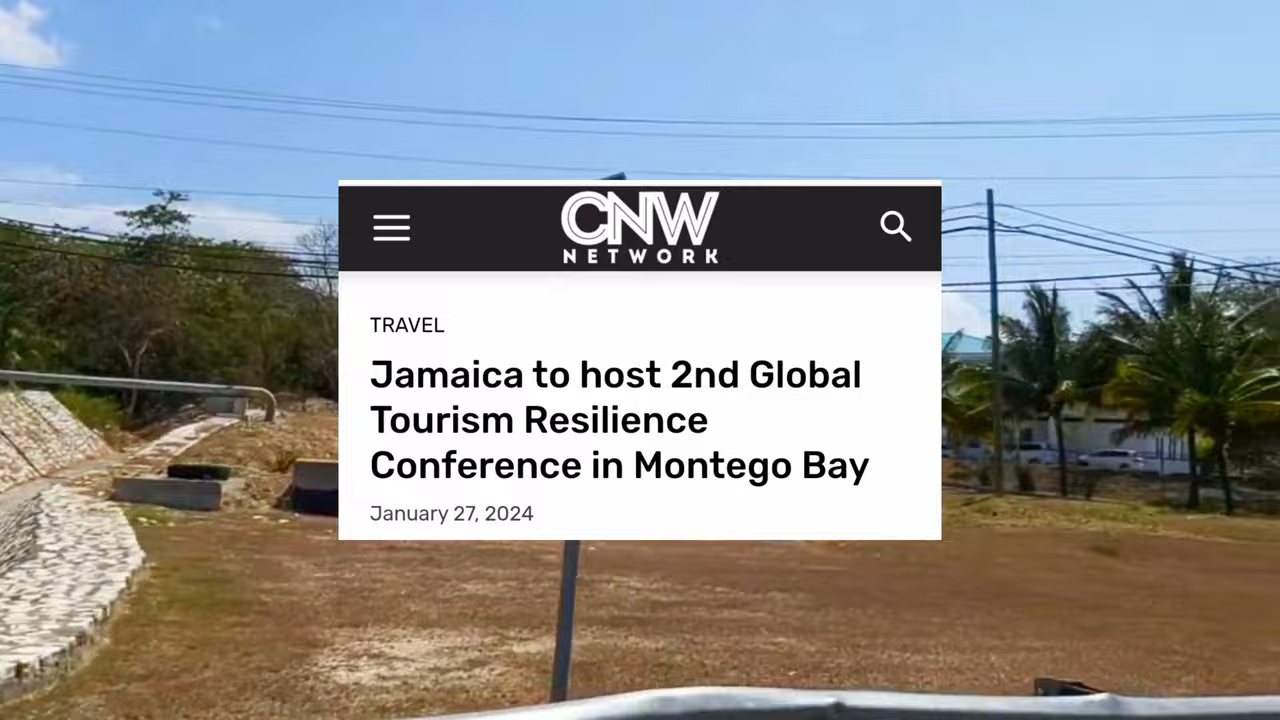 CNW
NETWORK
TRAVEL
Jamaica to host 2nd Global
Tourism Resilience
Conference in Montego Bay
January 27, 2024